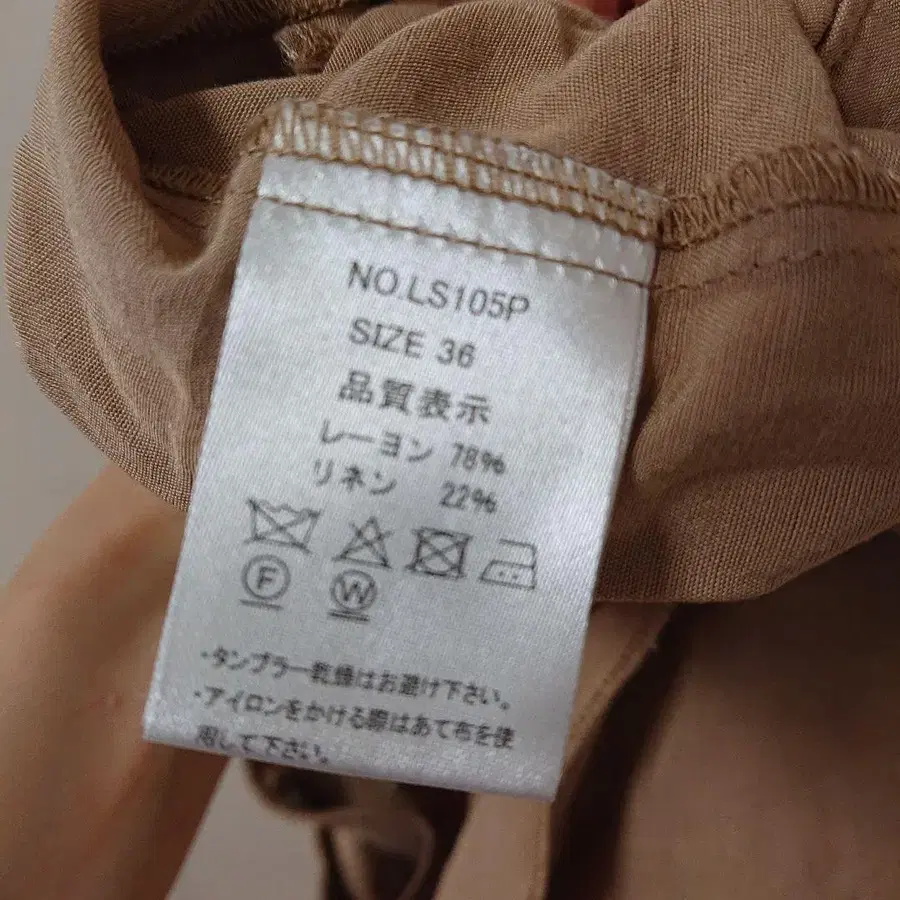 NO.LS105P
SIZE 36
品質表示
レーヨン 78%
リネン 22%
F
W
・タンブラー乾燥はお避け下さい。
・アイロンをかける際はあて布を使
用して下さい。